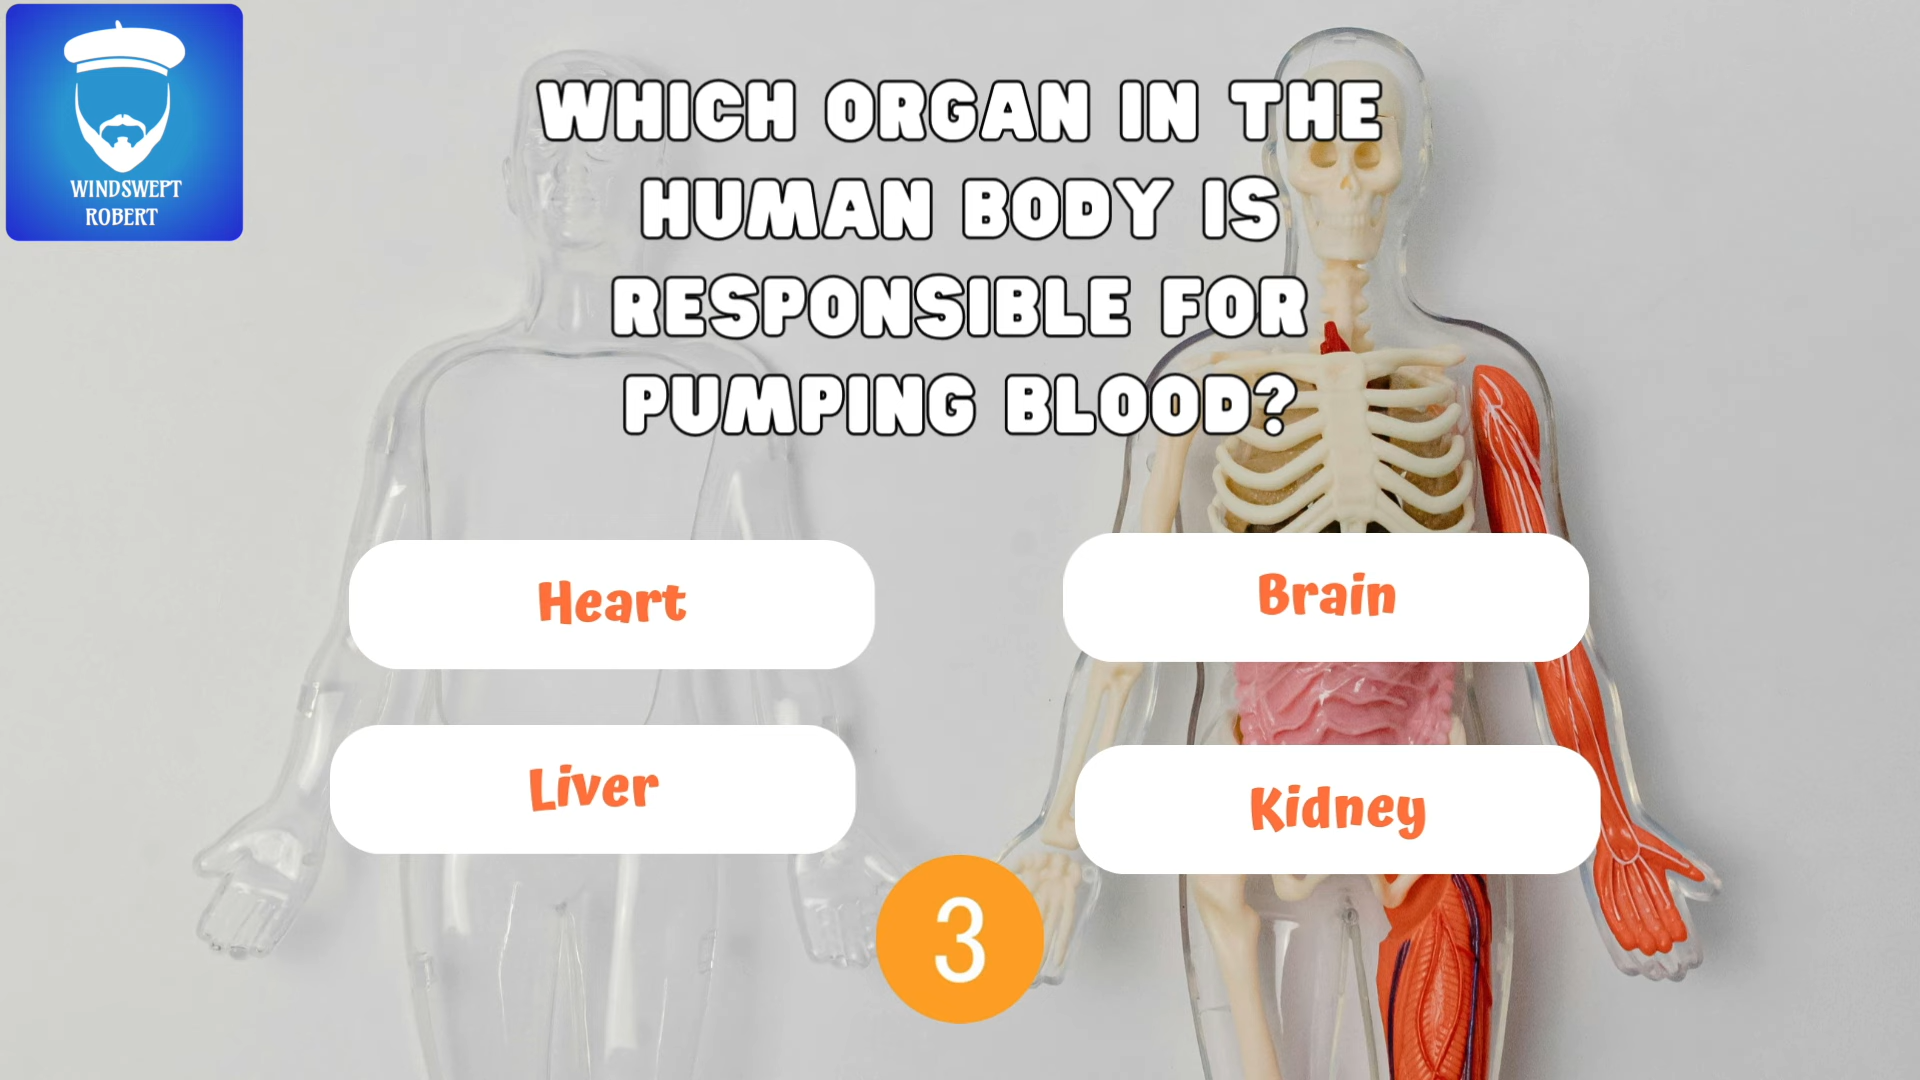 WINDSWEPT
ROBERT
WHICH ORGAN IN THE
HUMAN BODY IS
RESPONSIBLE FOR
PUMPING BLOOD?
Heart
Brain
Liver
Kidney
3